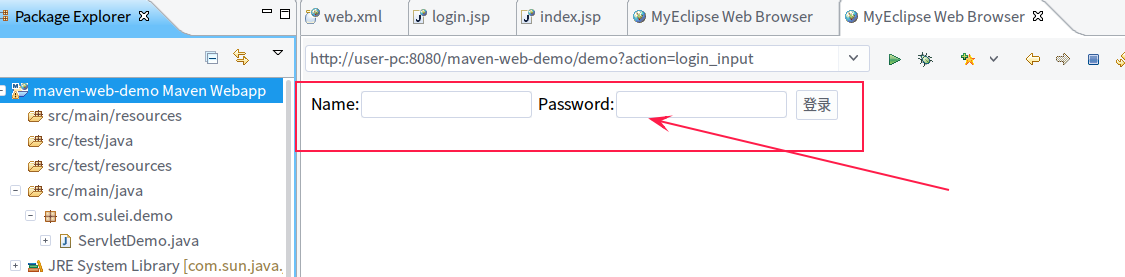 Package Explorer
web.xml
login.jsp
index.jsp
MyEclipse Web Browser
MyEclipse Web Browser
http://user-pc:8080/maven-web-demo/demo?action=login_input
Name:
Password:
登录
maven-web-demo Maven Webapp
src/main/resources
src/test/java
src/test/resources
src/main/java
com.sulei.demo
ServletDemo.java
JRE System Library [com.sun.java.